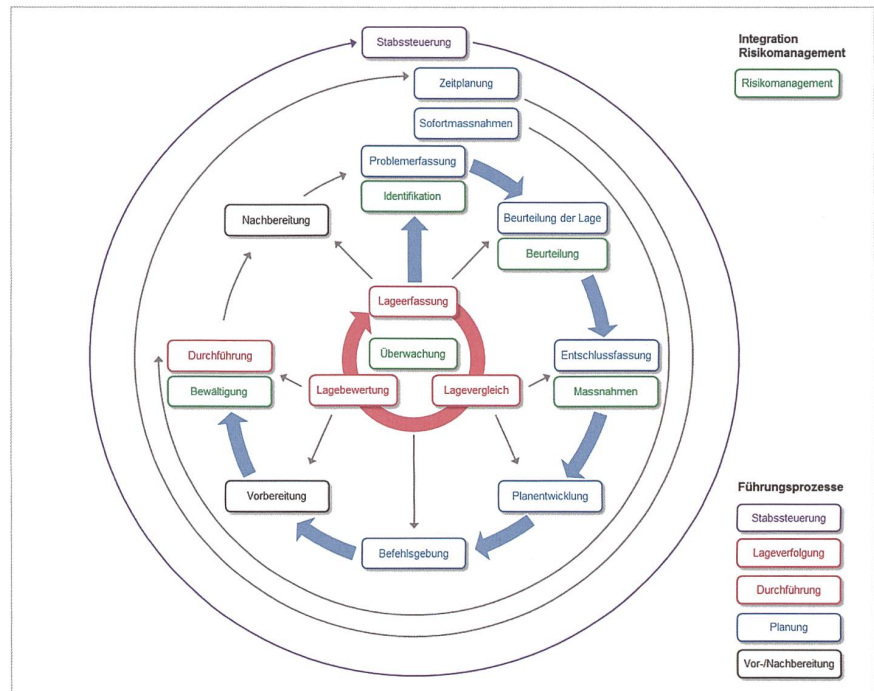 Stabssteuerung
Zeitplanung
Sofortmassnahmen
Problemerfassung
Identifikation
Nachbereitung
Beurteilung der Lage
Beurteilung
Lageerfassung
Durchführung
Bewältigung
Überwachung
Entschlussfassung
Massnahmen
Lagebewertung
Lagevergleich
Vorbereitung
Planentwicklung
Befehlsgebung
Integration
Risikomanagement
Risikomanagement
Führungsprozesse
Stabssteuerung
Lageverfolgung
Durchführung
Planung
Vor-/Nachbereitung